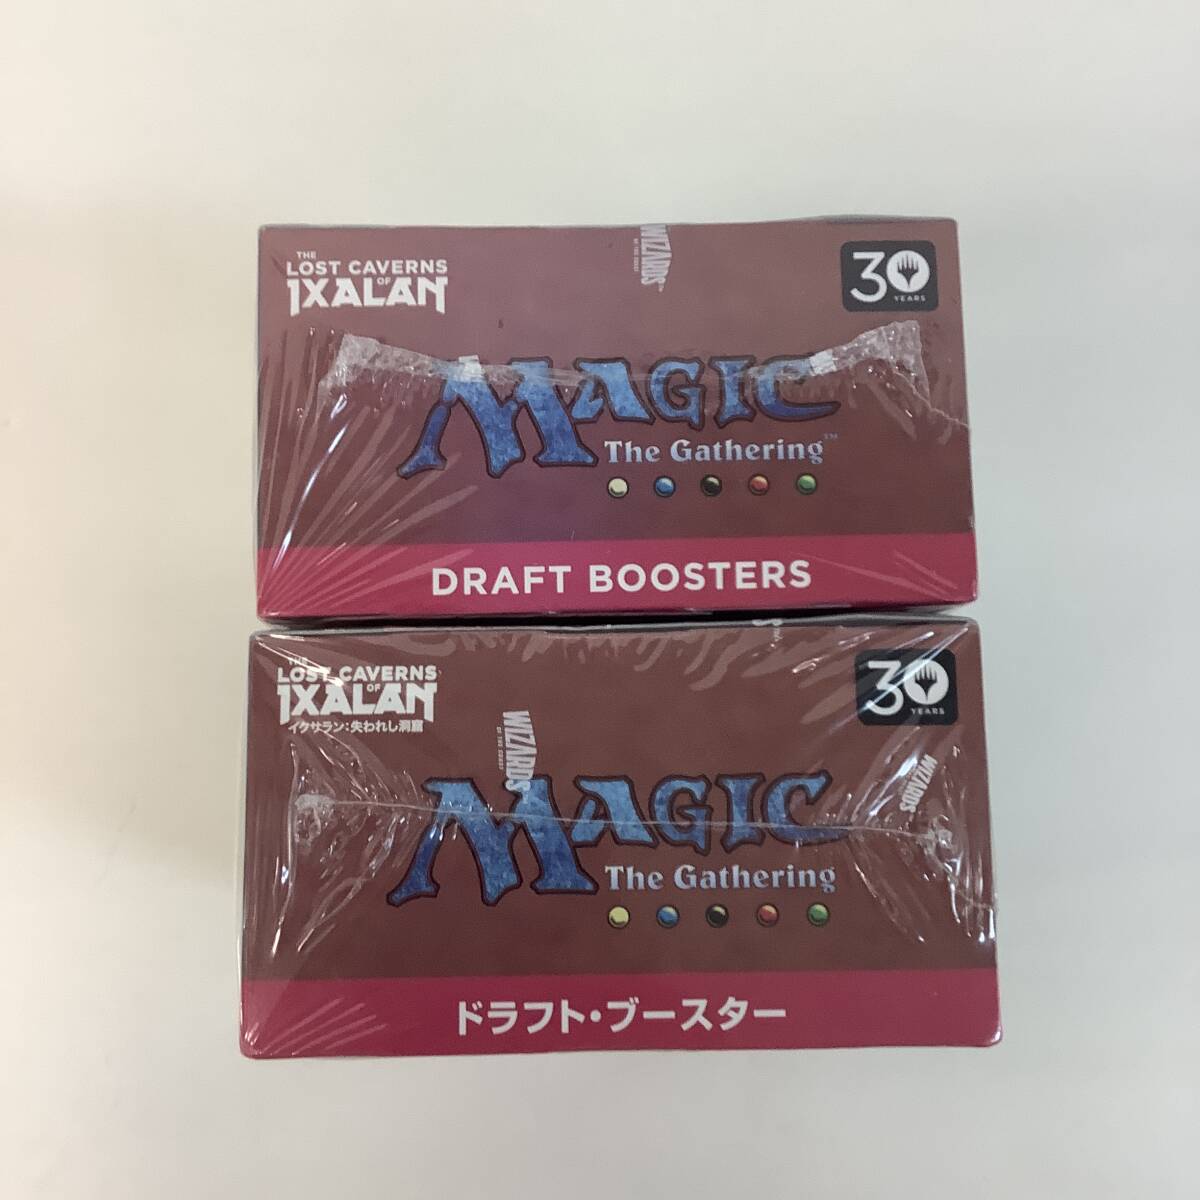 THE
LOST CAVERNS
OF
IXALAN
WIZARDS
OF THE COAST
30
YEARS
MAGIC
The Gathering™
DRAFT BOOSTERS
THE
LOST CAVERNS
OF
IXALAN
イクサラン:失われし洞窟
30
YEARS
WIZARDS
OF THE COAST
WIZARDS
MAGIC
The Gathering
ドラフト・ブースター